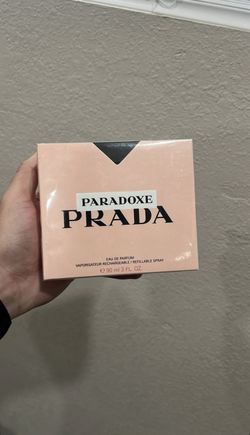 PARADOXE
PRADA
EAU DE PARFUM
VAPORISATEUR RECHARGEABLE / REFILLABLE SPRAY
℮ 90 ml 3 FL. OZ.